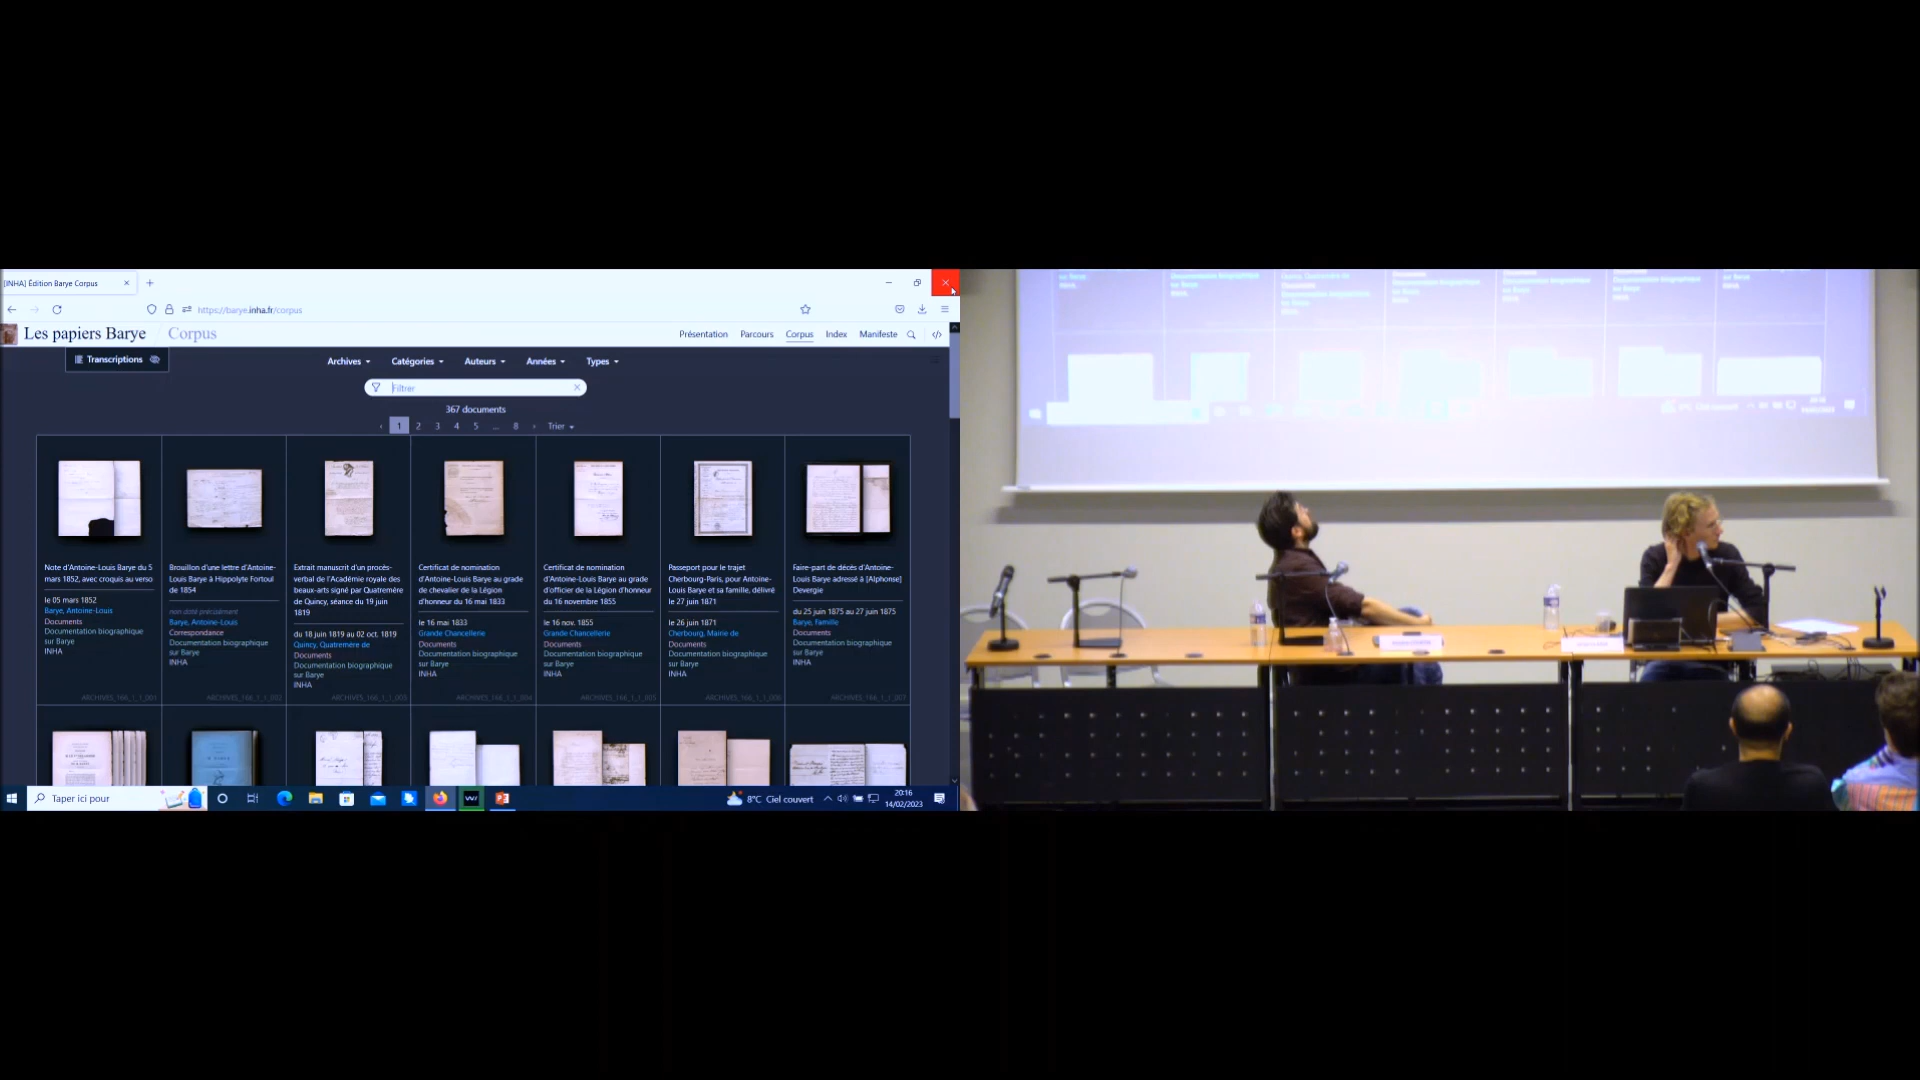 [INHA] Édition Barye Corpus
https://barye.inha.fr/corpus
Les papiers Barye / Corpus
Présentation Parcours Corpus Index Manifeste
Transcriptions
Archives Catégories Auteurs Années Types
Filtrer
367 documents
‹ 1 2 3 4 5 ... 8 › Trier
Note d'Antoine-Louis Barye du 5
mars 1852, avec croquis au verso
le 05 mars 1852
Barye, Antoine-Louis
Documents
Documentation biographique
sur Barye
INHA
ARCHIVES_166_1_1_001
Brouillon d'une lettre d'Antoine-
Louis Barye à Hippolyte Fortoul
de 1854
non daté précisément
Barye, Antoine-Louis
Correspondance
Documentation biographique
sur Barye
INHA
ARCHIVES_166_1_1_002
Extrait manuscrit d'un procès-
verbal de l'Académie royale des
beaux-arts signé par Quatremère
de Quincy, séance du 19 juin
1819
du 18 juin 1819 au 02 oct. 1819
Quincy, Quatremère de
Documents
Documentation biographique
sur Barye
INHA
ARCHIVES_166_1_1_003
Certificat de nomination
d'Antoine-Louis Barye au grade
de chevalier de la Légion
d'honneur du 16 mai 1833
le 16 mai 1833
Grande Chancellerie
Documents
Documentation biographique
sur Barye
INHA
ARCHIVES_166_1_1_004
Certificat de nomination
d'Antoine-Louis Barye au grade
d'officier de la Légion d'honneur
du 16 novembre 1855
le 16 nov. 1855
Grande Chancellerie
Documents
Documentation biographique
sur Barye
INHA
ARCHIVES_166_1_1_005
Passeport pour le trajet
Cherbourg-Paris, pour Antoine-
Louis Barye et sa famille, délivré
le 27 juin 1871
le 26 juin 1871
Cherbourg, Mairie de
Documents
Documentation biographique
sur Barye
INHA
ARCHIVES_166_1_1_006
Faire-part de décès d'Antoine-
Louis Barye adressé à [Alphonse]
Devergie
du 25 juin 1875 au 27 juin 1875
Barye, Famille
Documents
Documentation biographique
sur Barye
INHA
ARCHIVES_166_1_1_007
Taper ici pour
8°C Ciel couvert
20:16
14/02/2023